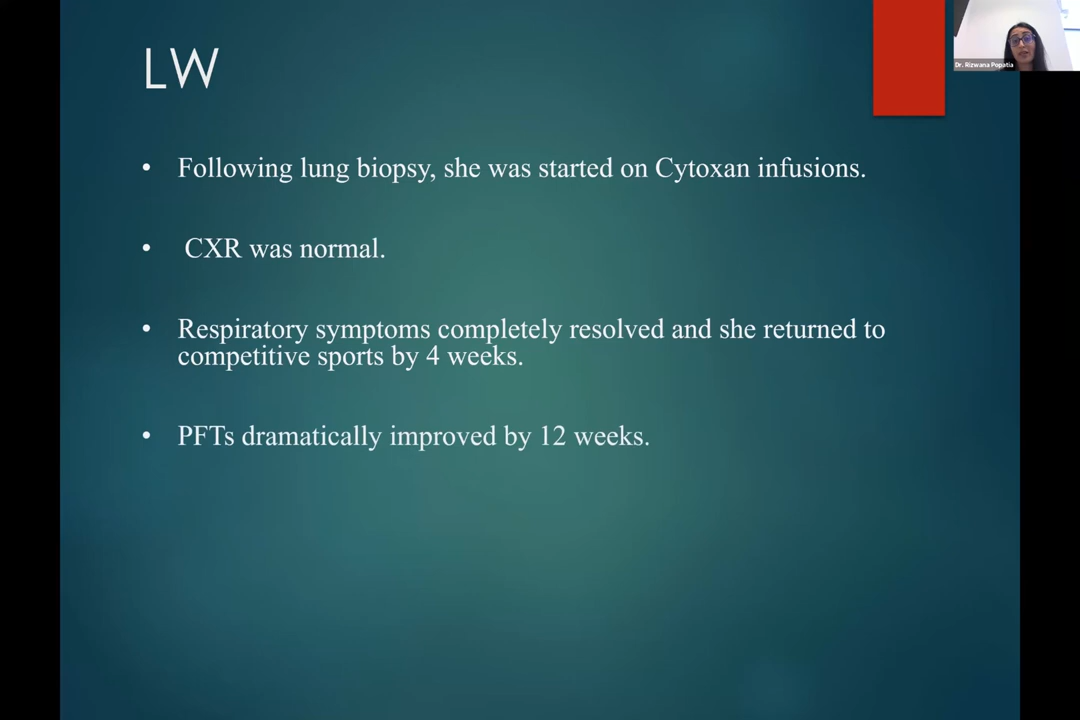 LW
Dr. Rizwana Popatia
• Following lung biopsy, she was started on Cytoxan infusions.
• CXR was normal.
• Respiratory symptoms completely resolved and she returned to
competitive sports by 4 weeks.
• PFTs dramatically improved by 12 weeks.